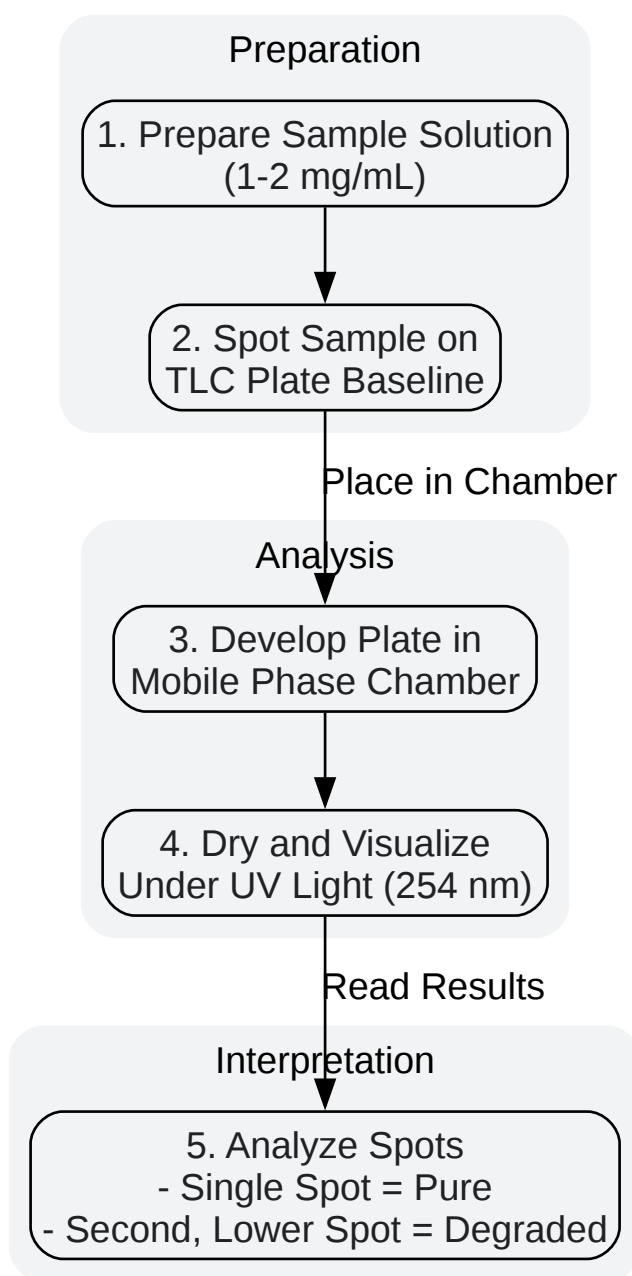 Preparation
1. Prepare Sample Solution
(1-2 mg/mL)
2. Spot Sample on
TLC Plate Baseline
Place in Chamber
Analysis
3. Develop Plate in
Mobile Phase Chamber
4. Dry and Visualize
Under UV Light (254 nm)
Read Results
Interpretation
5. Analyze Spots
- Single Spot = Pure
- Second, Lower Spot = Degraded